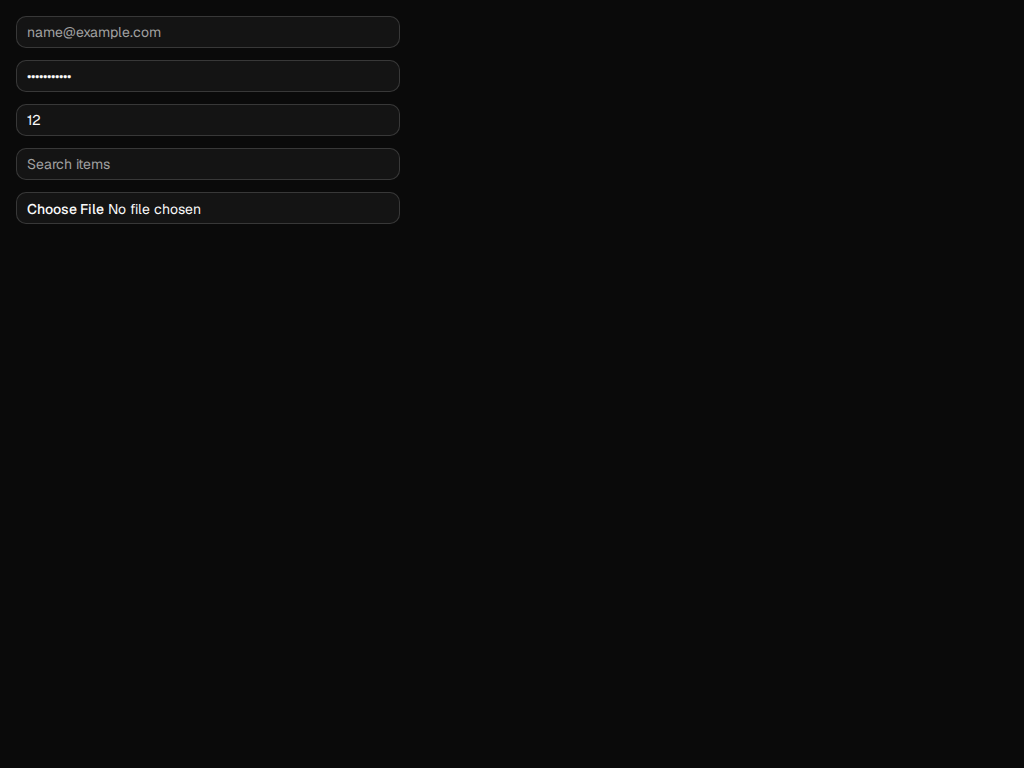 name@example.com
•••••••••••
12
Search items
Choose File No file chosen